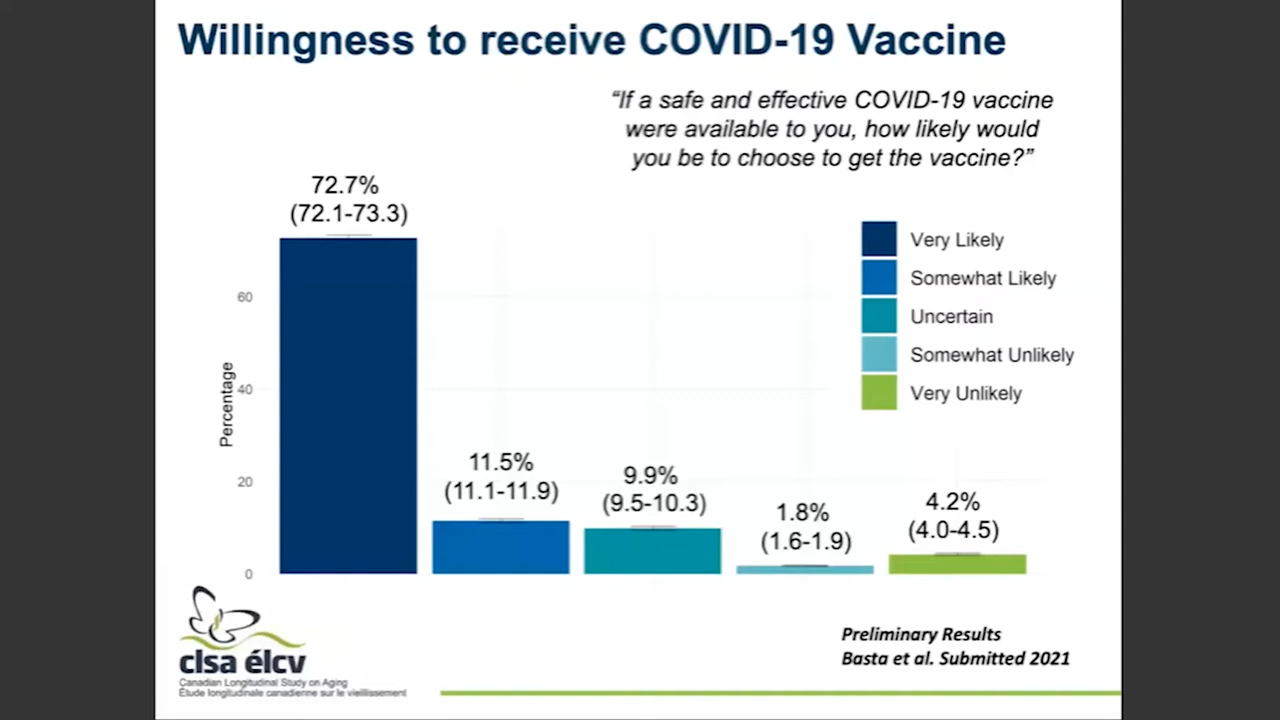 Willingness to receive COVID-19 Vaccine
“If a safe and effective COVID-19 vaccine
were available to you, how likely would
you be to choose to get the vaccine?”
72.7%
(72.1-73.3)
11.5%
(11.1-11.9)
9.9%
(9.5-10.3)
1.8%
(1.6-1.9)
4.2%
(4.0-4.5)
Very Likely
Somewhat Likely
Uncertain
Somewhat Unlikely
Very Unlikely
Percentage
60
40
20
0
clsa élcv
Canadian Longitudinal Study on Aging
Étude longitudinale canadienne sur le vieillissement
Preliminary Results
Basta et al. Submitted 2021